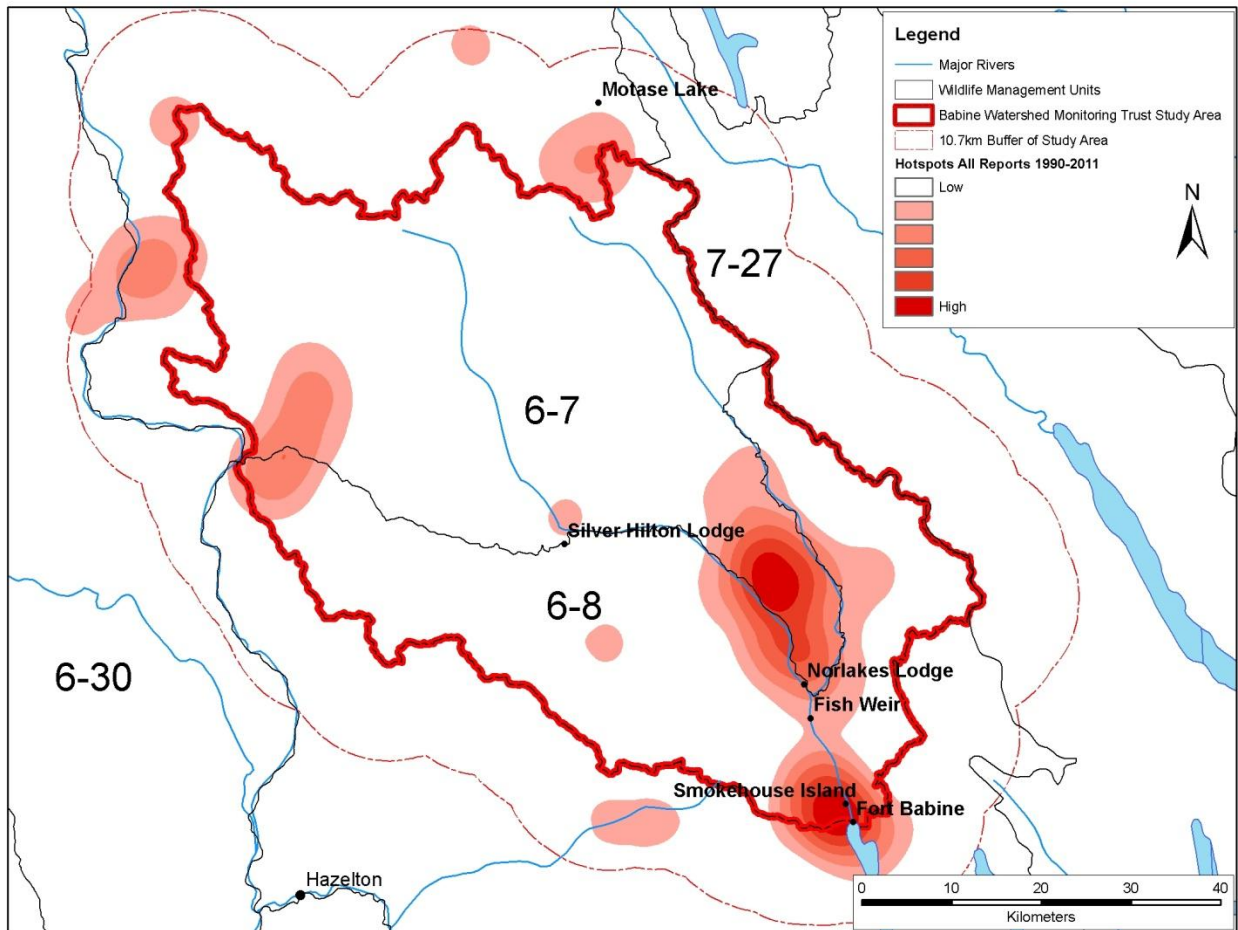 Legend
Major Rivers
Wildlife Management Units
Babine Watershed Monitoring Trust Study Area
10.7km Buffer of Study Area
Hotspots All Reports 1990-2011
Low
High
N
Motase Lake
7-27
6-7
Silver Hilton Lodge
6-8
6-30
Norlakes Lodge
Fish Weir
Smokehouse Island
Fort Babine
Hazelton
0 10 20 30 40
Kilometers